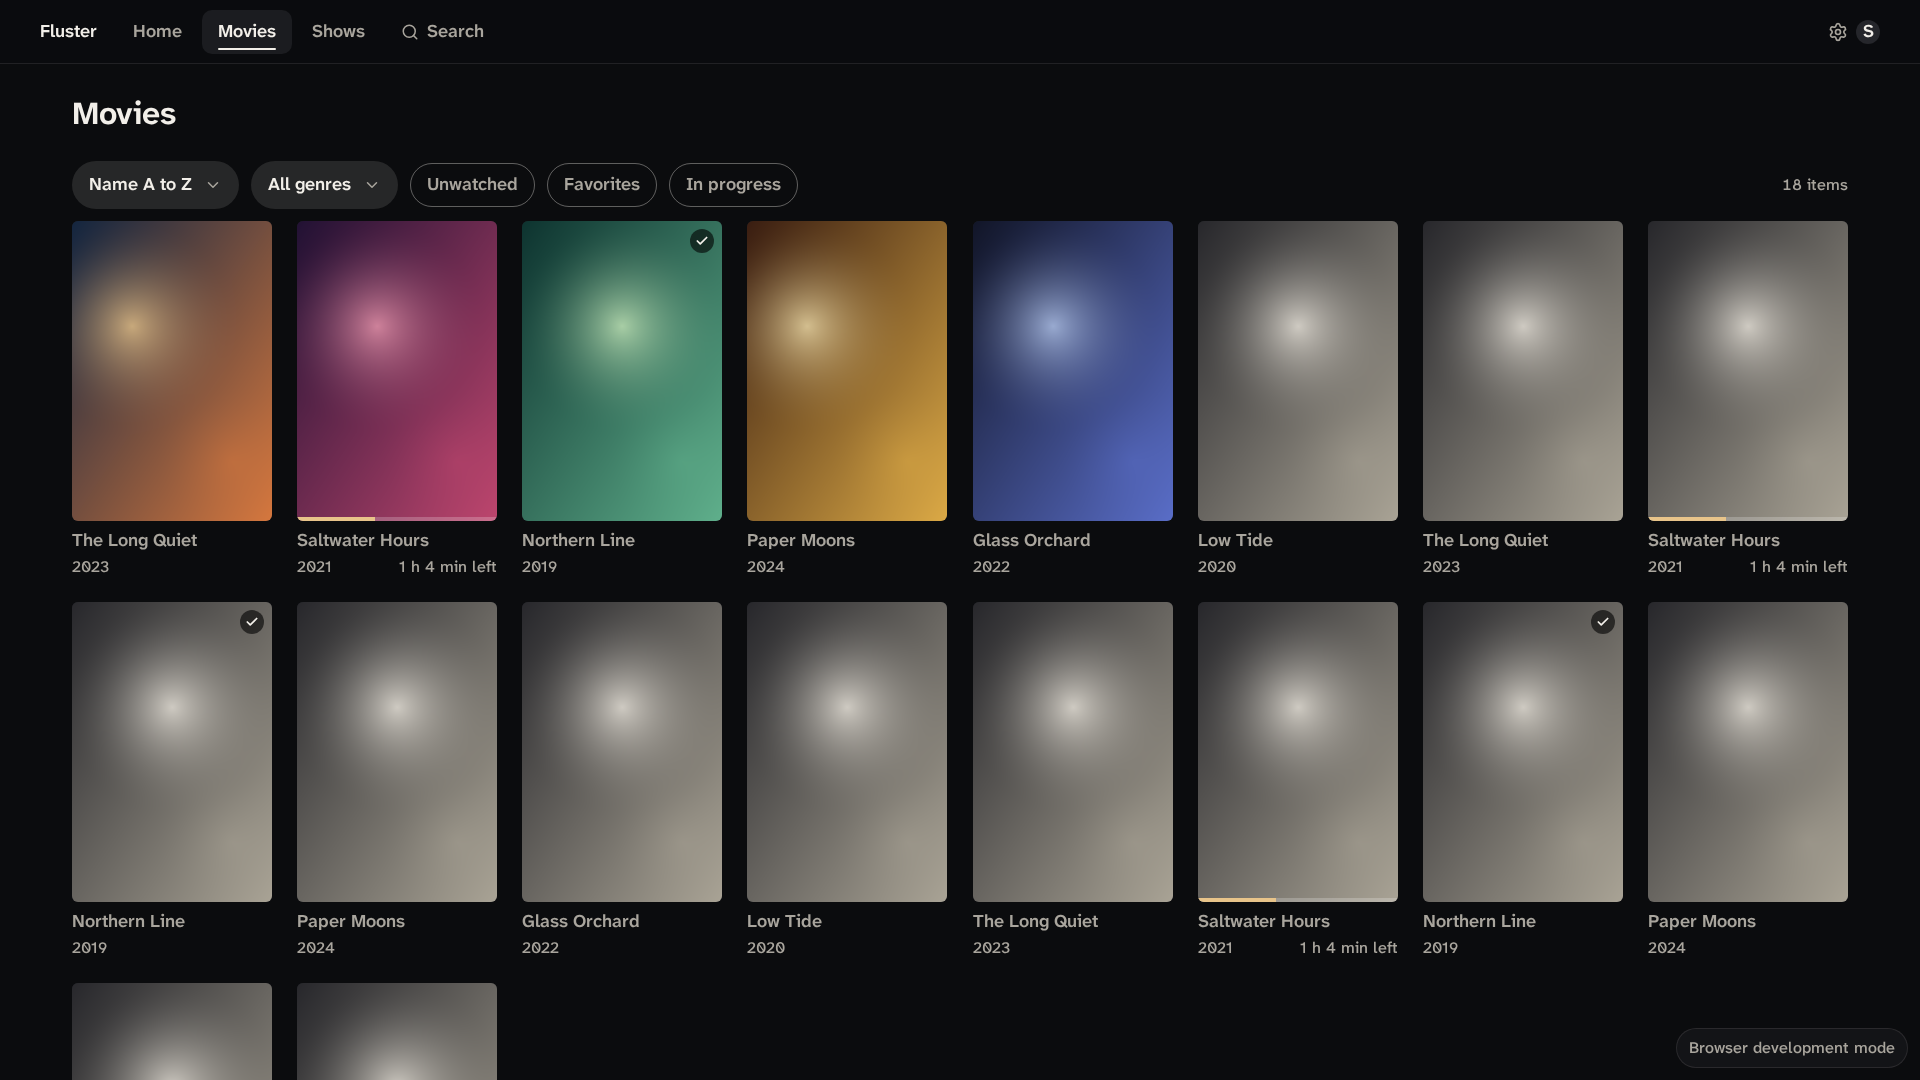 Fluster Home Movies Shows Search S
Movies
Name A to Z All genres Unwatched Favorites In progress 18 items
The Long Quiet Saltwater Hours Northern Line Paper Moons Glass Orchard Low Tide The Long Quiet Saltwater Hours
2023 2021 1 h 4 min left 2019 2024 2022 2020 2023 2021 1 h 4 min left
Northern Line Paper Moons Glass Orchard Low Tide The Long Quiet Saltwater Hours Northern Line Paper Moons
2019 2024 2022 2020 2023 2021 1 h 4 min left 2019 2024
Browser development mode